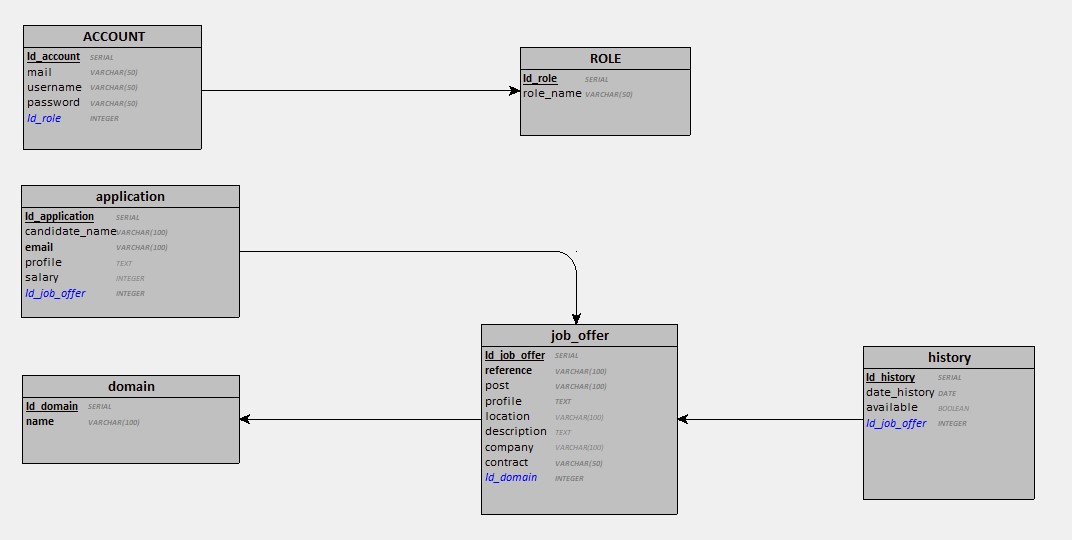 ACCOUNT
Id_account SERIAL
mail VARCHAR(50)
username VARCHAR(50)
password VARCHAR(50)
Id_role INTEGER
ROLE
Id_role SERIAL
role_name VARCHAR(50)
application
Id_application SERIAL
candidate_name VARCHAR(100)
email VARCHAR(100)
profile TEXT
salary INTEGER
Id_job_offer INTEGER
job_offer
Id_job_offer SERIAL
reference VARCHAR(100)
post VARCHAR(100)
profile TEXT
location VARCHAR(100)
description TEXT
company VARCHAR(100)
contract VARCHAR(50)
Id_domain INTEGER
history
Id_history SERIAL
date_history DATE
available BOOLEAN
Id_job_offer INTEGER
domain
Id_domain SERIAL
name VARCHAR(100)